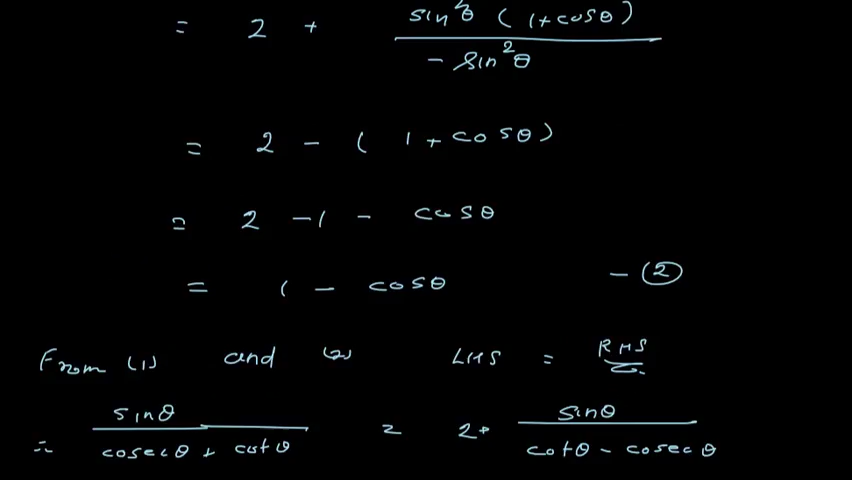 = 2 + sin²θ (1+cosθ) / - sin²θ
= 2 - (1+cosθ)
= 2 -1 - cosθ
= 1 - cosθ - (2)
From (1) and (2) LHS = RHS
∴ sinθ / cosecθ + cotθ = 2+ sinθ / cotθ - cosecθ